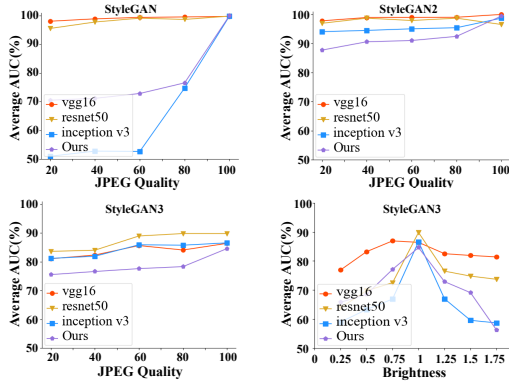 StyleGAN
100
90
80
70
60
50
Average AUC(%)
vgg16
resnet50
inception v3
Ours
20 40 60 80 100
JPEG Quality
StyleGAN2
100
90
80
70
60
50
Average AUC(%)
vgg16
resnet50
inception v3
Ours
20 40 60 80 100
JPEG Quality
StyleGAN3
100
90
80
70
60
50
Average AUC(%)
vgg16
resnet50
inception v3
Ours
20 40 60 80 100
JPEG Quality
StyleGAN3
100
90
80
70
60
50
Average AUC(%)
vgg16
resnet50
inception v3
Ours
0 0.25 0.5 0.75 1 1.25 1.25 1.75
Brightness